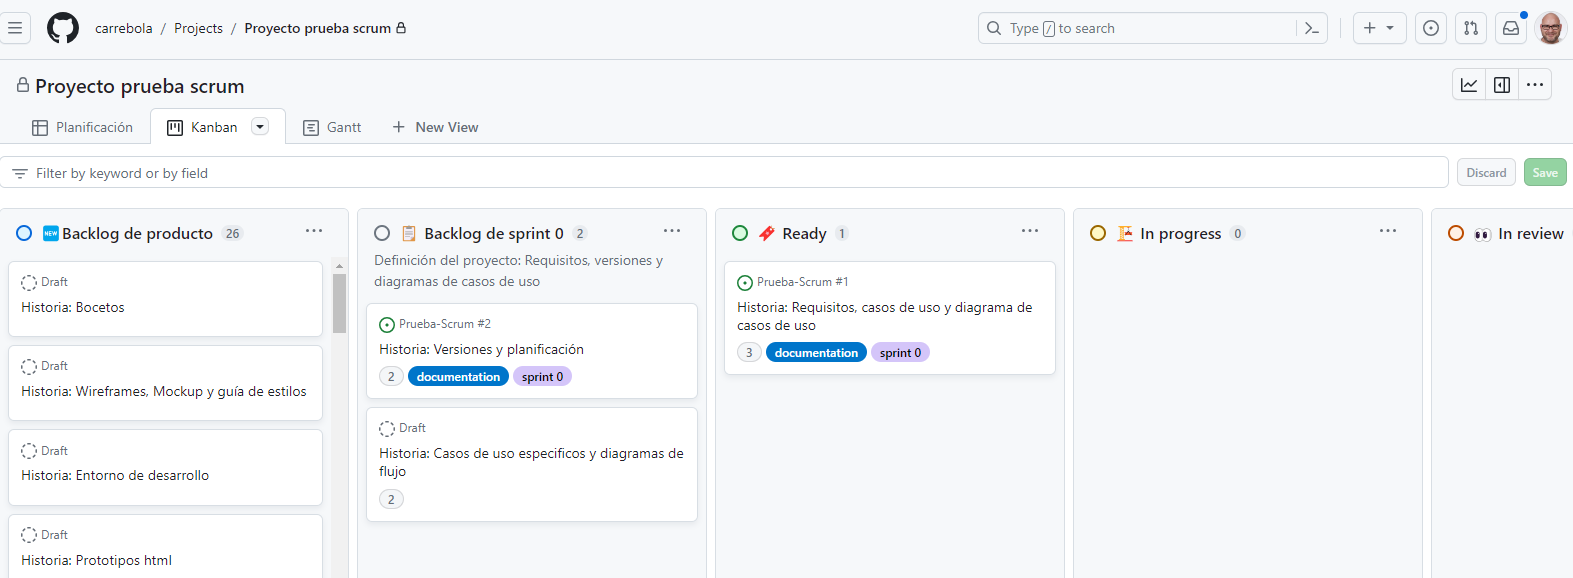 carrebola / Projects / Proyecto prueba scrum
Type / to search
Proyecto prueba scrum
Planificación
Kanban
Gantt
New View
Filter by keyword or by field
Discard
Save
NEW Backlog de producto 26
Draft
Historia: Bocetos
Draft
Historia: Wireframes, Mockup y guía de estilos
Draft
Historia: Entorno de desarrollo
Draft
Historia: Prototipos html
Backlog de sprint 0 2
Definición del proyecto: Requisitos, versiones y
diagramas de casos de uso
Prueba-Scrum #2
Historia: Versiones y planificación
2 documentation sprint 0
Draft
Historia: Casos de uso especificos y diagramas de
flujo
2
Ready 1
Prueba-Scrum #1
Historia: Requisitos, casos de uso y diagrama de
casos de uso
3 documentation sprint 0
In progress 0
In review